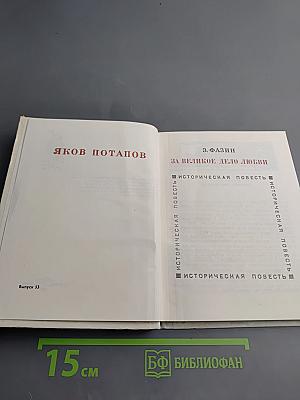 ЯКОВ ПОТАПОВ
Выпуск 33
З. ФАЗИН
ЗА ВЕЛИКОЕ ДЕЛО ЛЮБВИ
ИСТОРИЧЕСКАЯ ПОВЕСТЬ
ИСТОРИЧЕСКАЯ ПОВЕСТЬ
ИСТОРИЧЕСКАЯ ПОВЕСТЬ
ИСТОРИЧЕСКАЯ ПОВЕСТЬ
15 см
БФ БИБЛИОФАН